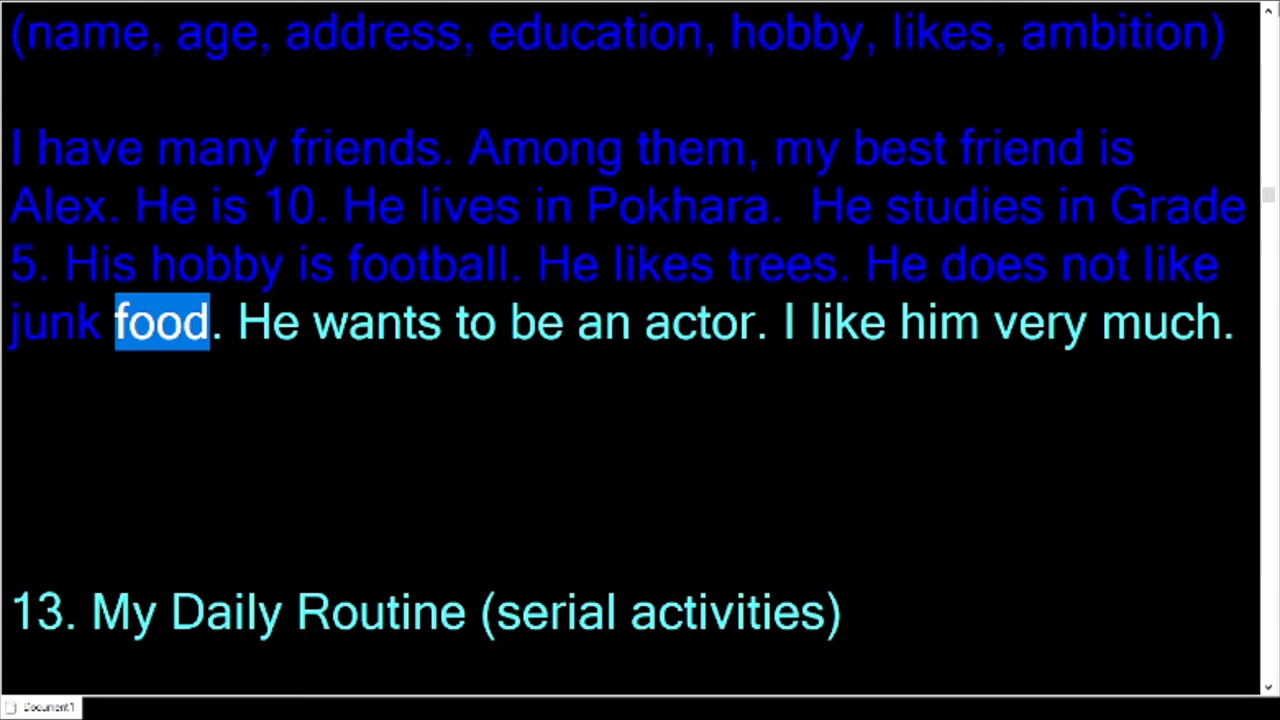 (name, age, address, education, hobby, likes, ambition)
I have many friends. Among them, my best friend is
Alex. He is 10. He lives in Pokhara.  He studies in Grade
5. His hobby is football. He likes trees. He does not like
junk food. He wants to be an actor. I like him very much.
13. My Daily Routine (serial activities)
Document1